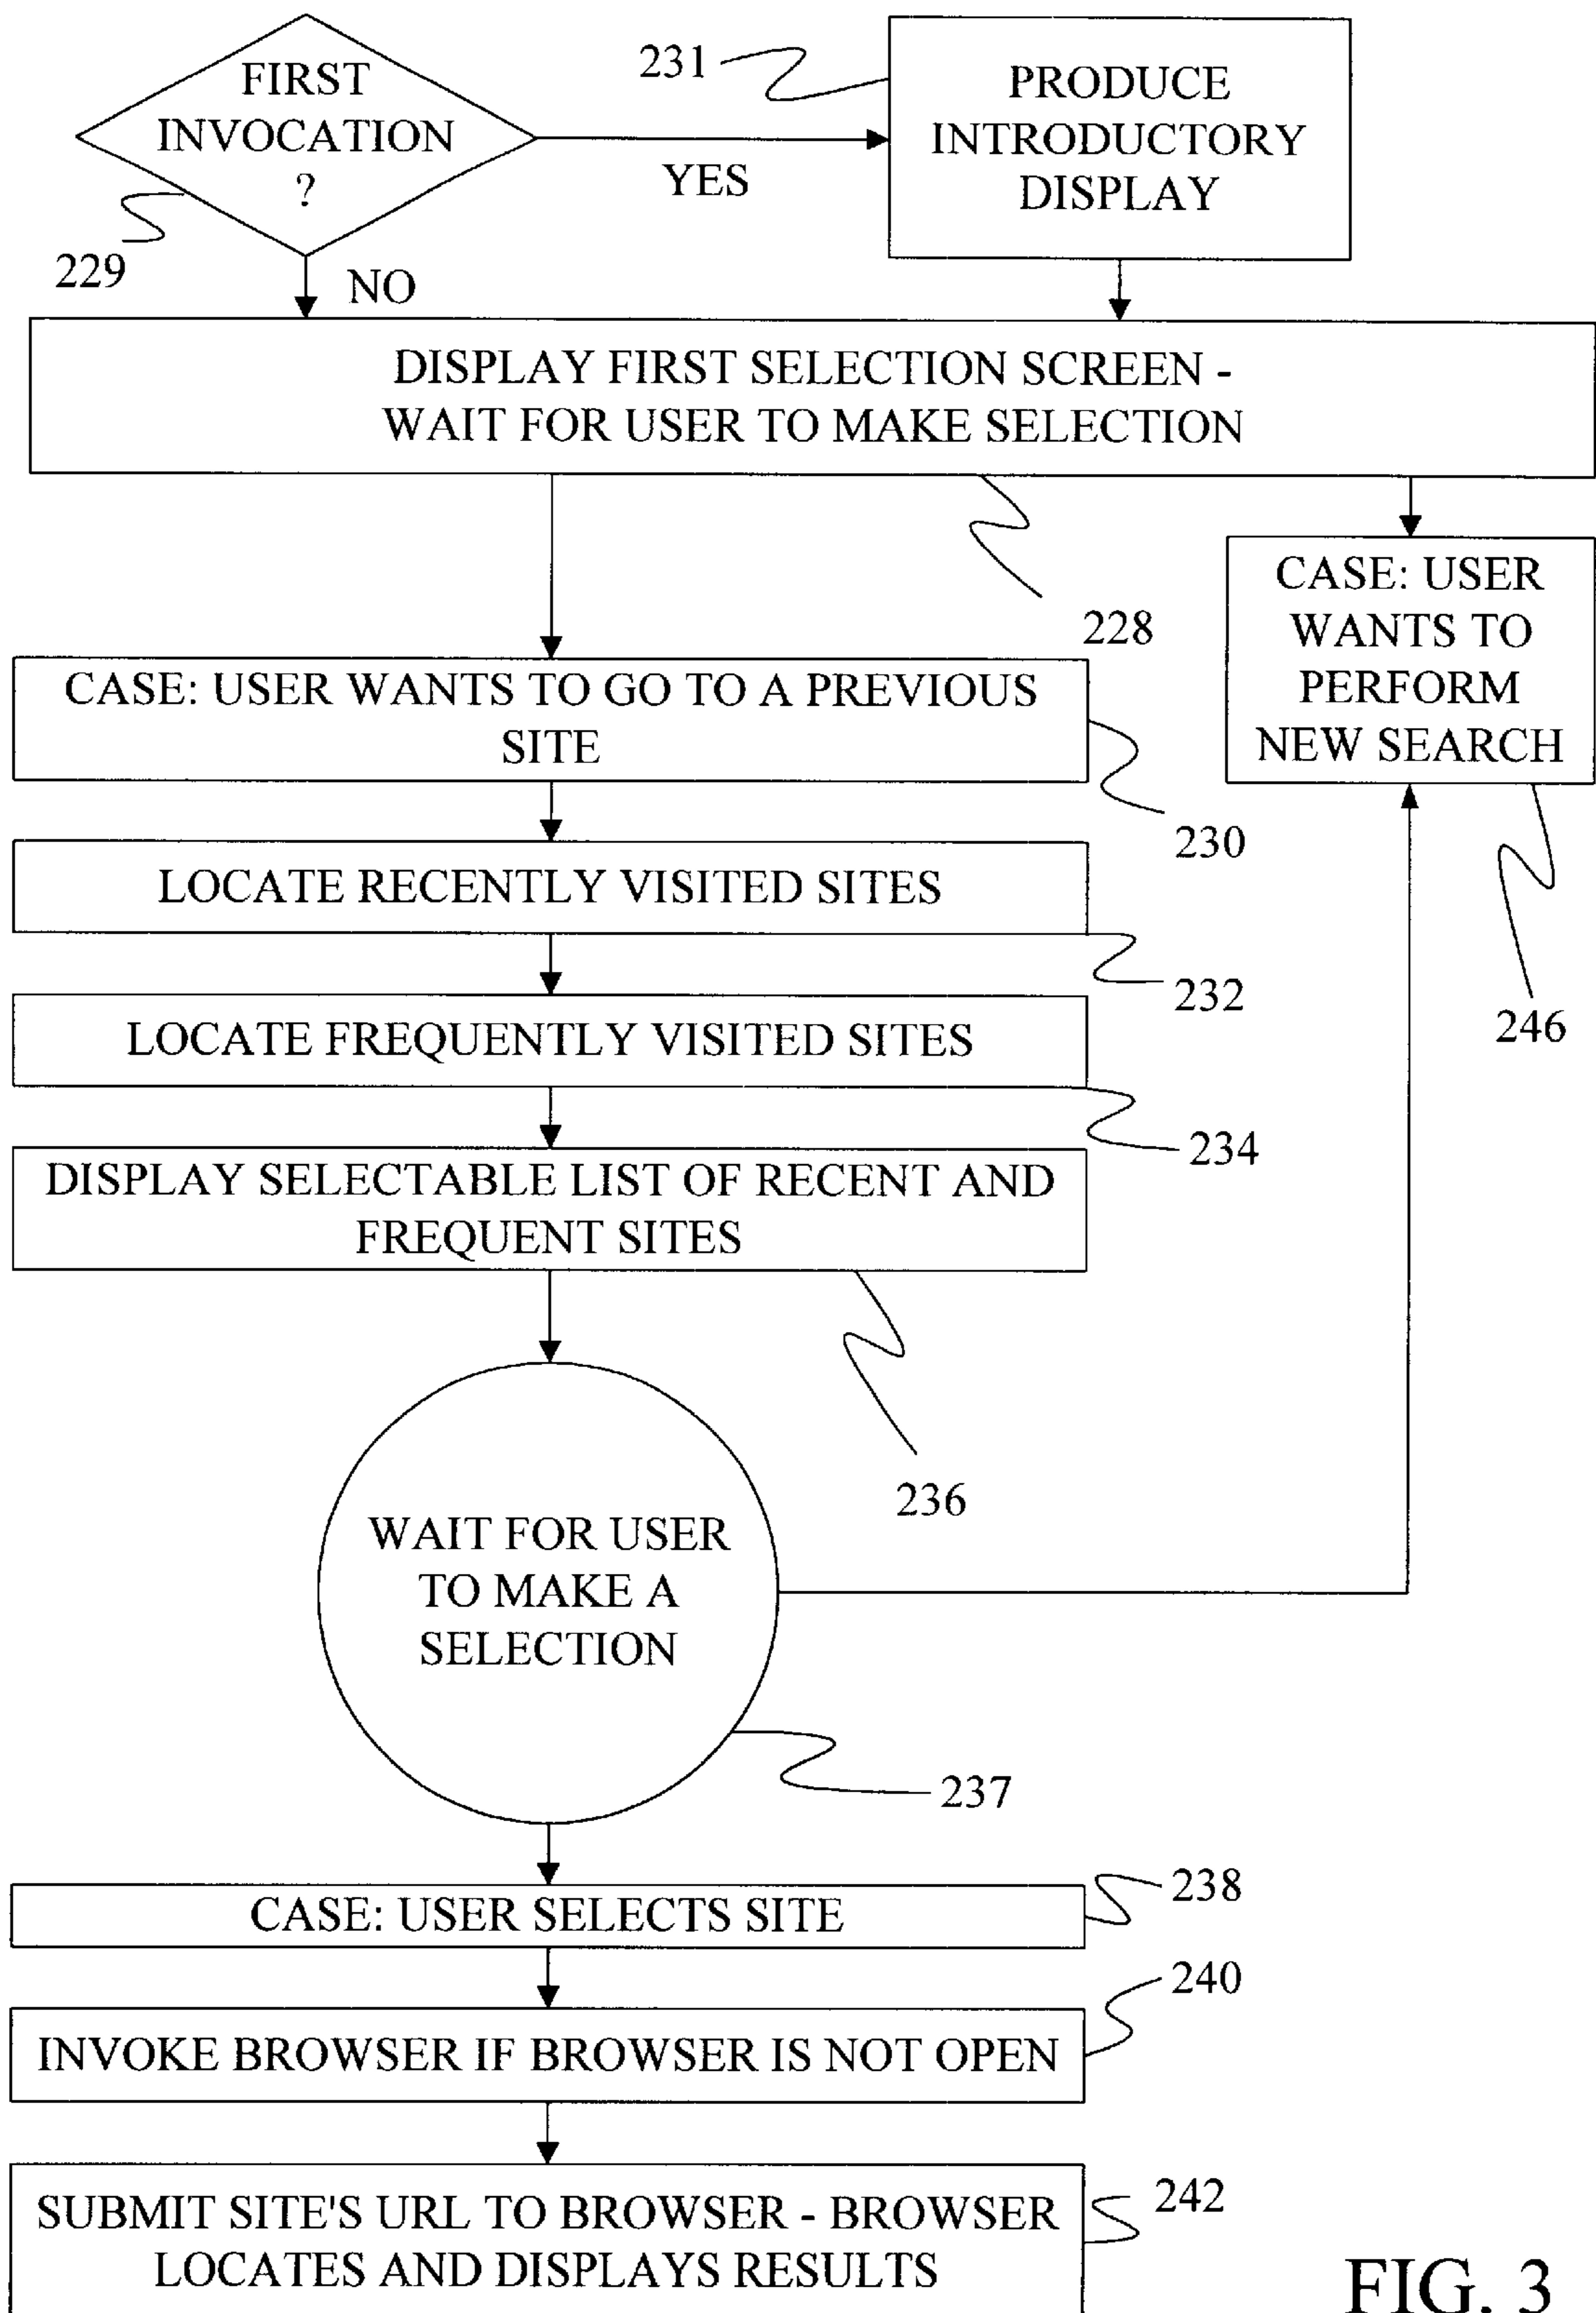 FIRST
INVOCATION
?
231
PRODUCE
INTRODUCTORY
DISPLAY
YES
229
NO
DISPLAY FIRST SELECTION SCREEN -
WAIT FOR USER TO MAKE SELECTION
228
CASE: USER
WANTS TO
PERFORM
NEW SEARCH
246
CASE: USER WANTS TO GO TO A PREVIOUS
SITE
230
LOCATE RECENTLY VISITED SITES
232
LOCATE FREQUENTLY VISITED SITES
234
DISPLAY SELECTABLE LIST OF RECENT AND
FREQUENT SITES
236
WAIT FOR USER
TO MAKE A
SELECTION
237
CASE: USER SELECTS SITE
238
INVOKE BROWSER IF BROWSER IS NOT OPEN
240
SUBMIT SITE'S URL TO BROWSER - BROWSER
LOCATES AND DISPLAYS RESULTS
242
FIG. 3